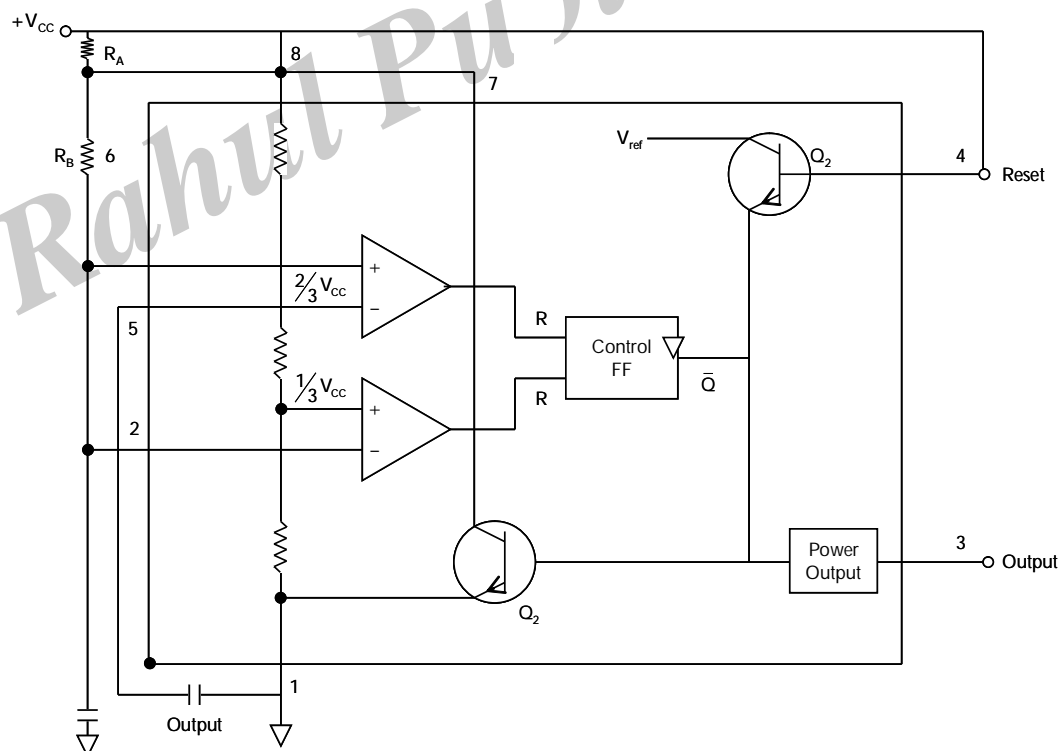 Rahul Pu
+V_CC
R_A
8
7
R_B 6
V_ref
Q_2
4
Reset
+
2/3 V_CC
−
5
R
Control
FF
Q̄
1/3 V_CC
R
+
2
−
Power
Output
3
Output
Q_2
1
Output